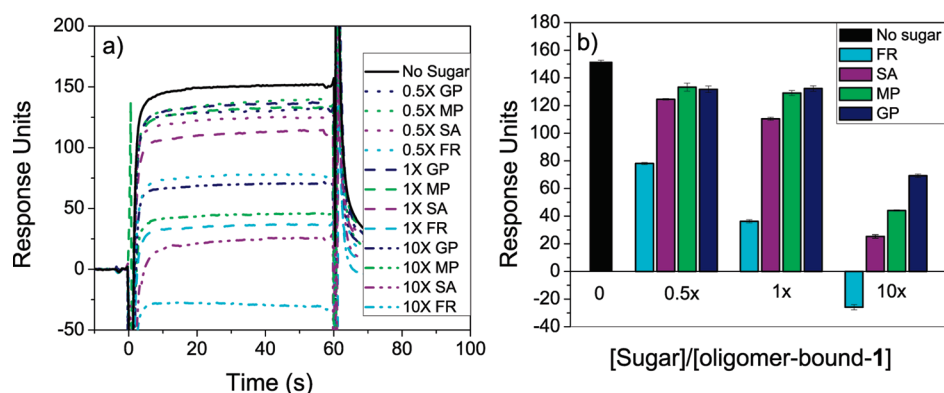 a)
Response Units
200
150
100
50
0
-50
0 20 40 60 80 100
Time (s)
No Sugar
0.5X GP
0.5X MP
0.5X SA
0.5X FR
1X GP
1X MP
1X SA
1X FR
10X GP
10X MP
10X SA
10X FR
b)
Response Units
180
160
140
120
100
80
60
40
20
0
-20
-40
0 0.5x 1x 10x
[Sugar]/[oligomer-bound-1]
No sugar
FR
SA
MP
GP